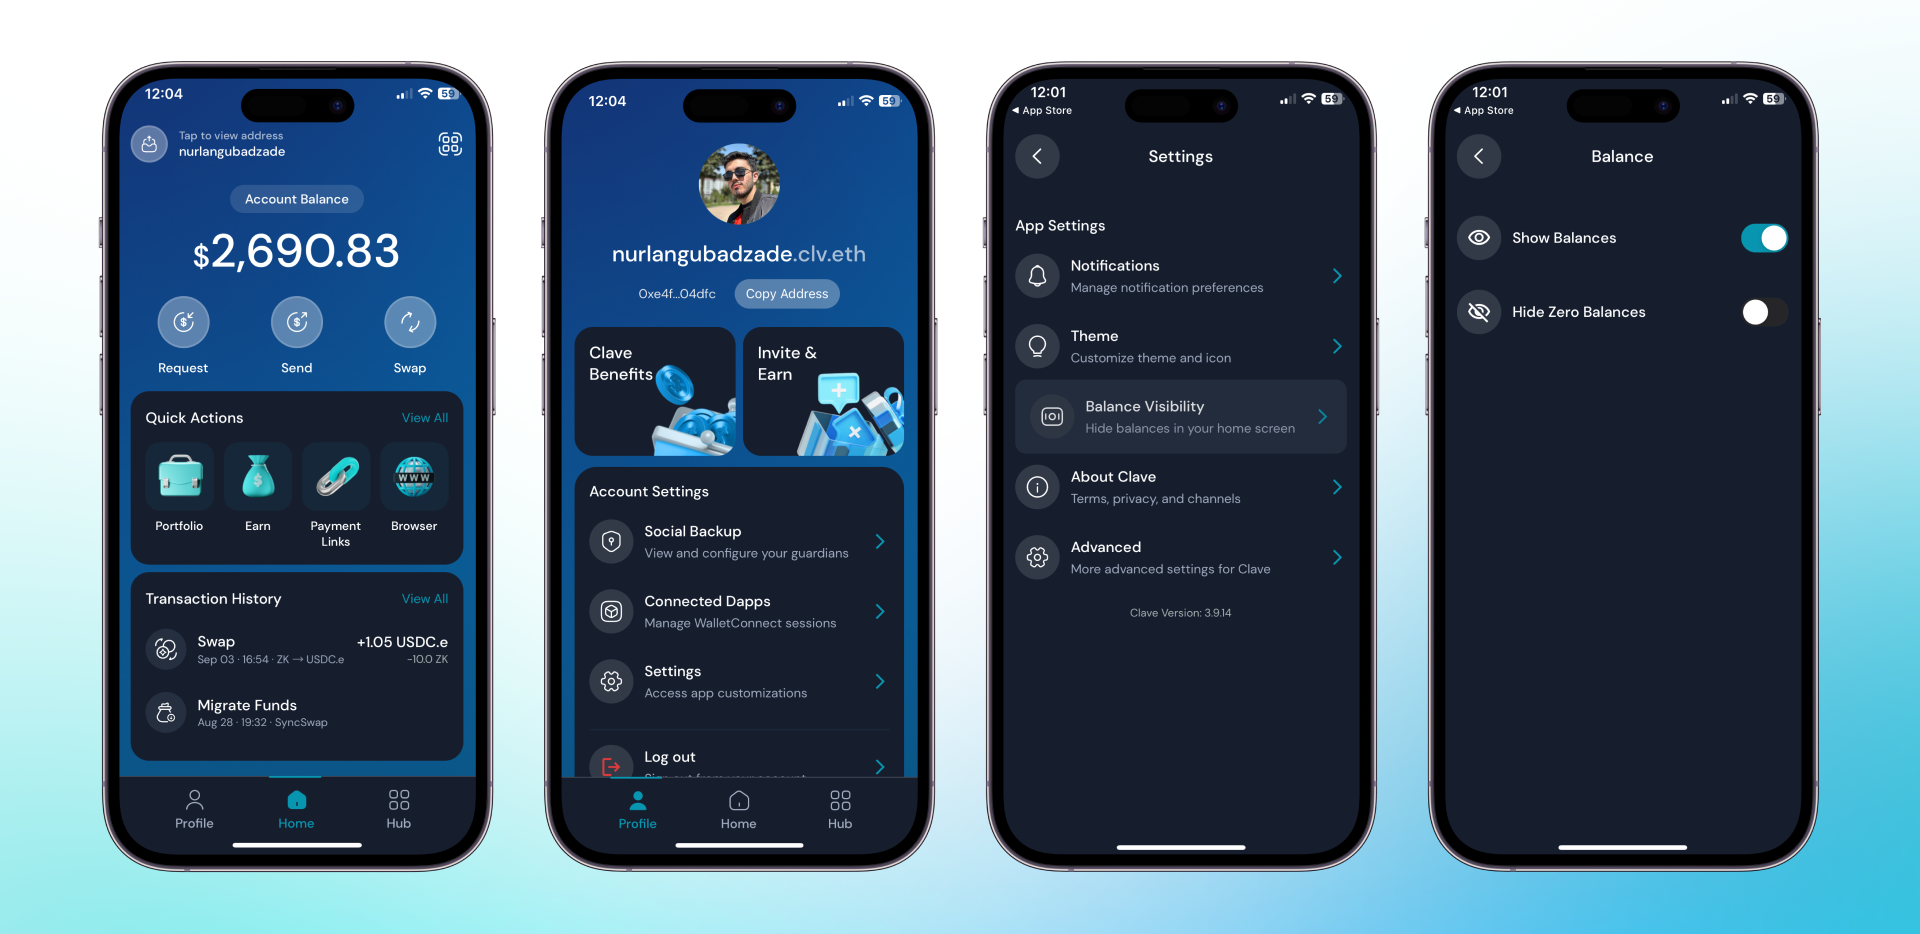 12:04
59
Tap to view address
nurlangubadzade
Account Balance
$2,690.83
Request
Send
Swap
Quick Actions
View All
WWW
Portfolio
Earn
Payment
Links
Browser
Transaction History
View All
Swap
+1.05 USDC.e
Sep 03 · 16:54 · ZK → USDC.e
-10.0 ZK
Migrate Funds
Aug 28 · 19:32 · SyncSwap
Profile
Home
Hub
12:04
59
nurlangubadzade.clv.eth
0xe4f...04dfc
Copy Address
Clave
Benefits
Invite &
Earn
Account Settings
Social Backup
View and configure your guardians
Connected Dapps
Manage WalletConnect sessions
Settings
Access app customizations
Log out
Profile
Home
Hub
12:01
59
◀ App Store
Settings
App Settings
Notifications
Manage notification preferences
Theme
Customize theme and icon
Balance Visibility
Hide balances in your home screen
About Clave
Terms, privacy, and channels
Advanced
More advanced settings for Clave
Clave Version: 3.9.14
12:01
59
◀ App Store
Balance
Show Balances
Hide Zero Balances